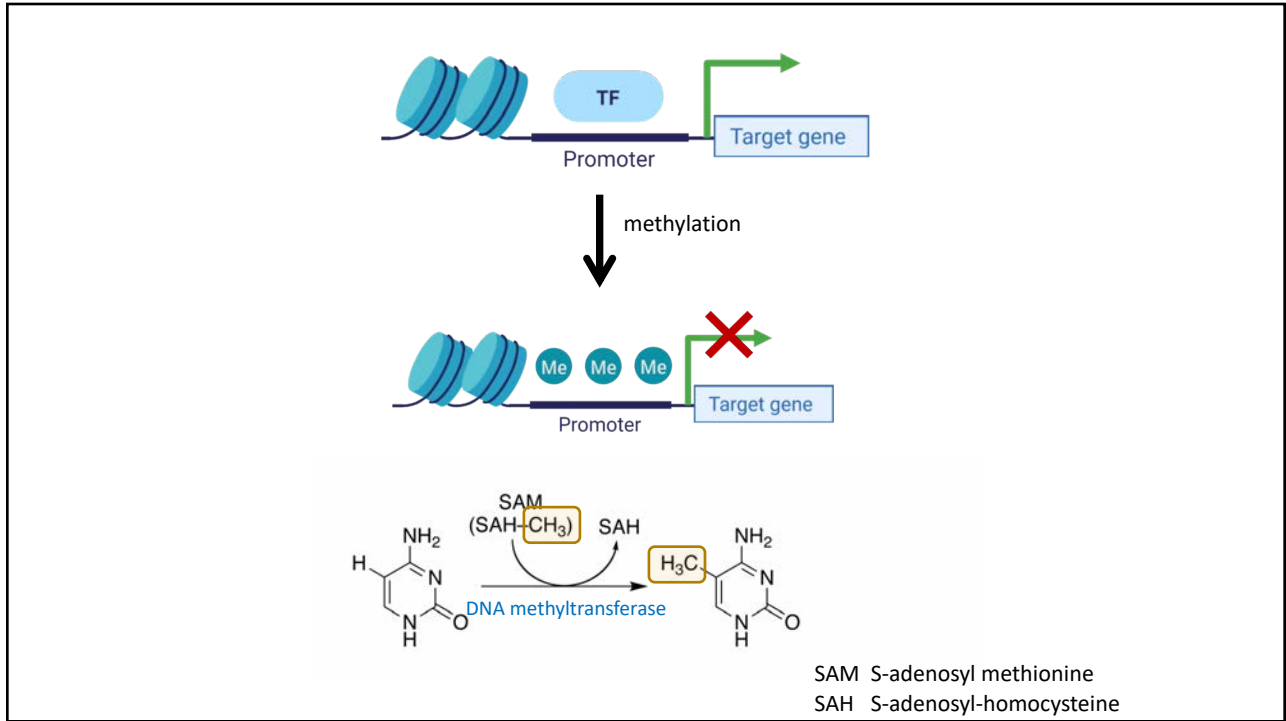 TF
Target gene
Promoter
methylation
Me Me Me
Target gene
Promoter
SAM
(SAH–CH₃) SAH
NH₂
H
N
N
H
O
DNA methyltransferase
NH₂
H₃C
N
N
H
O
SAM S-adenosyl methionine
SAH S-adenosyl-homocysteine